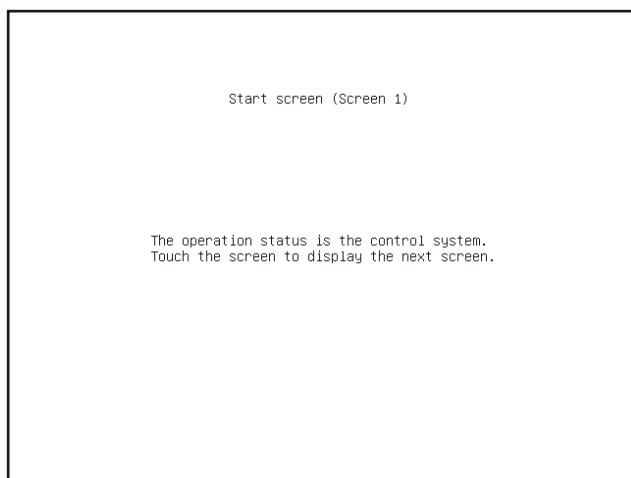 Start screen (Screen 1)
The operation status is the control system.
Touch the screen to display the next screen.